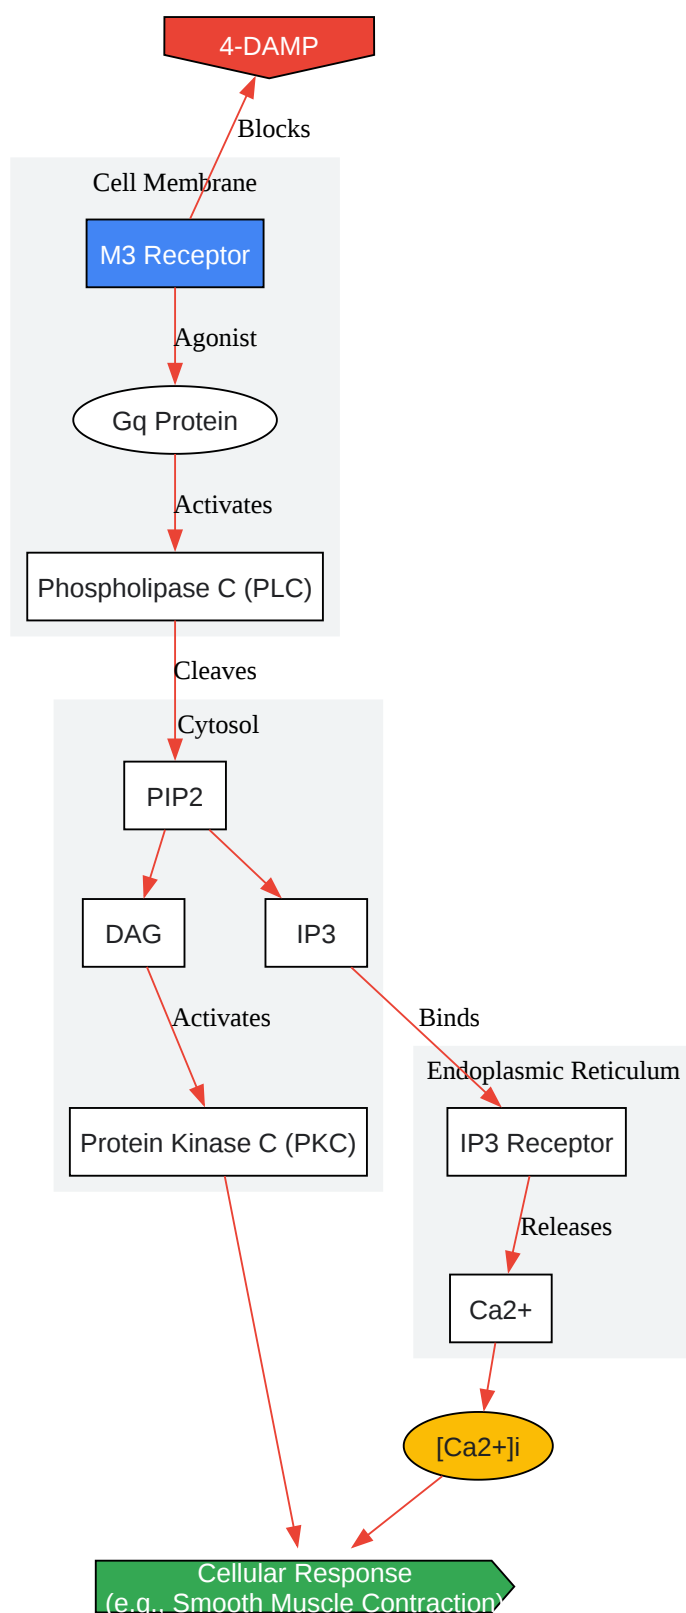 4-DAMP
Blocks
Cell Membrane
M3 Receptor
Agonist
Gq Protein
Activates
Phospholipase C (PLC)
Cleaves
Cytosol
PIP2
DAG
IP3
Activates
Binds
Endoplasmic Reticulum
Protein Kinase C (PKC)
IP3 Receptor
Releases
Ca2+
[Ca2+]i
Cellular Response
(e.g., Smooth Muscle Contraction)